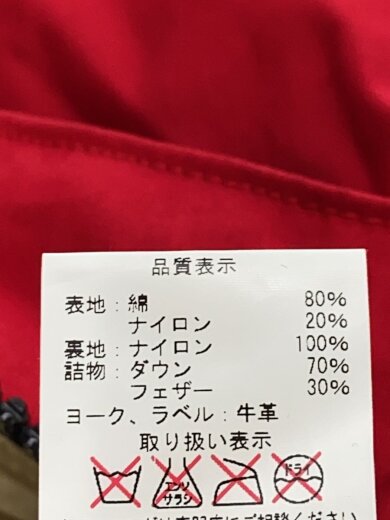 品質表示
表地：綿 80%
ナイロン 20%
裏地：ナイロン 100%
詰物：ダウン 70%
フェザー 30%
ヨーク、ラベル：牛革
取り扱い表示
エンソ サラシ ドライ